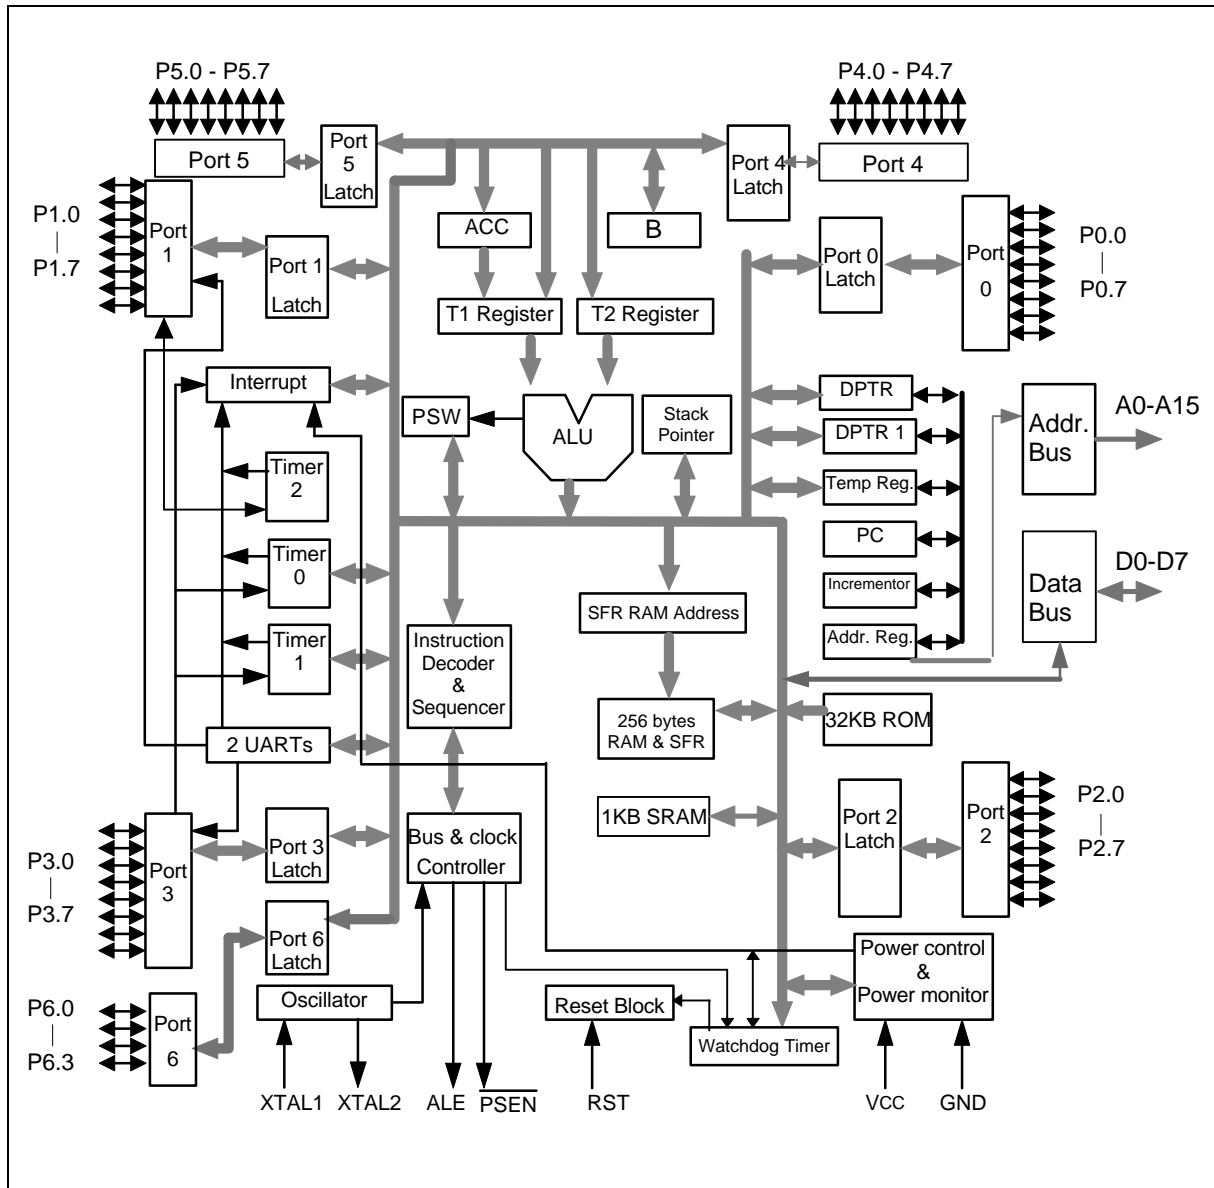 P5.0 - P5.7
P4.0 - P4.7
Port 5
Port
5
Latch
Port 4
Latch
Port 4
P1.0
P1.7
Port
1
Port 1
Latch
ACC
B
Port 0
Latch
Port
0
P0.0
P0.7
T1 Register
T2 Register
Interrupt
PSW
ALU
Stack
Pointer
DPTR
DPTR 1
Temp Reg.
PC
Incrementor
Addr. Reg.
Addr.
Bus
A0-A15
Data
Bus
D0-D7
Timer
2
Timer
0
Timer
1
SFR RAM Address
Instruction
Decoder
&
Sequencer
256 bytes
RAM & SFR
32KB ROM
2 UARTs
1KB SRAM
Port 2
Latch
Port
2
P2.0
P2.7
P3.0
P3.7
Port
3
Port 3
Latch
Bus & clock
Controller
Port 6
Latch
Power control
&
Power monitor
P6.0
P6.3
Port
6
Oscillator
Reset Block
Watchdog Timer
XTAL1
XTAL2
ALE
PSEN
RST
VCC
GND